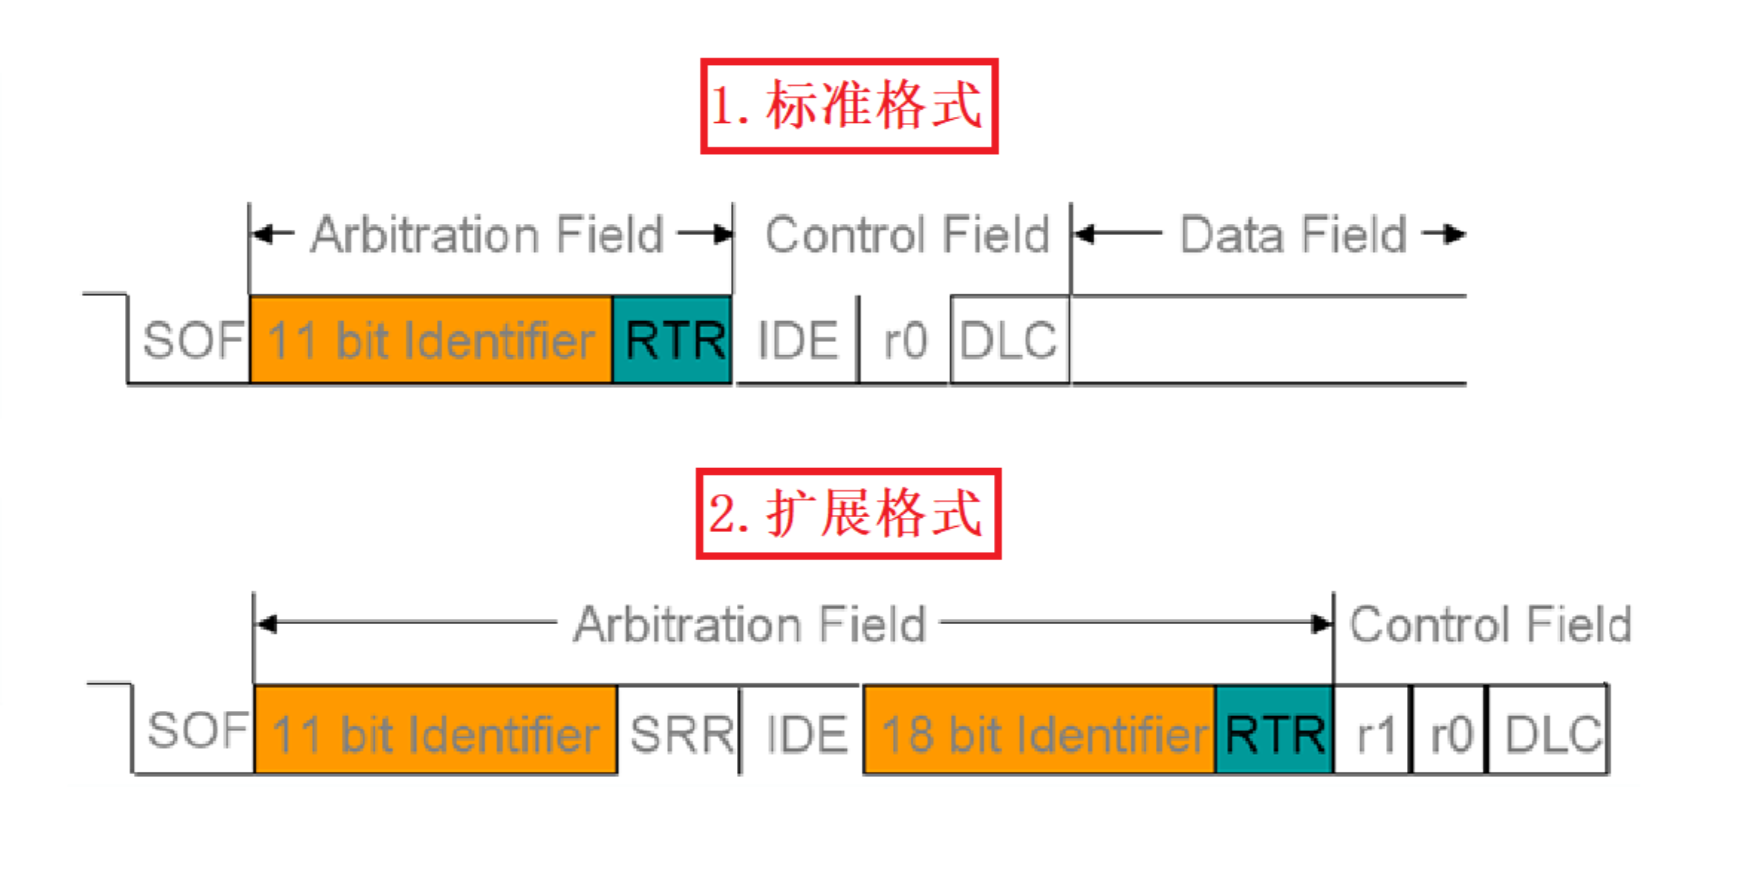 1.标准格式
Arbitration Field Control Field Data Field
SOF 11 bit Identifier RTR IDE r0 DLC
2.扩展格式
Arbitration Field Control Field
SOF 11 bit Identifier SRR IDE 18 bit Identifier RTR r1 r0 DLC